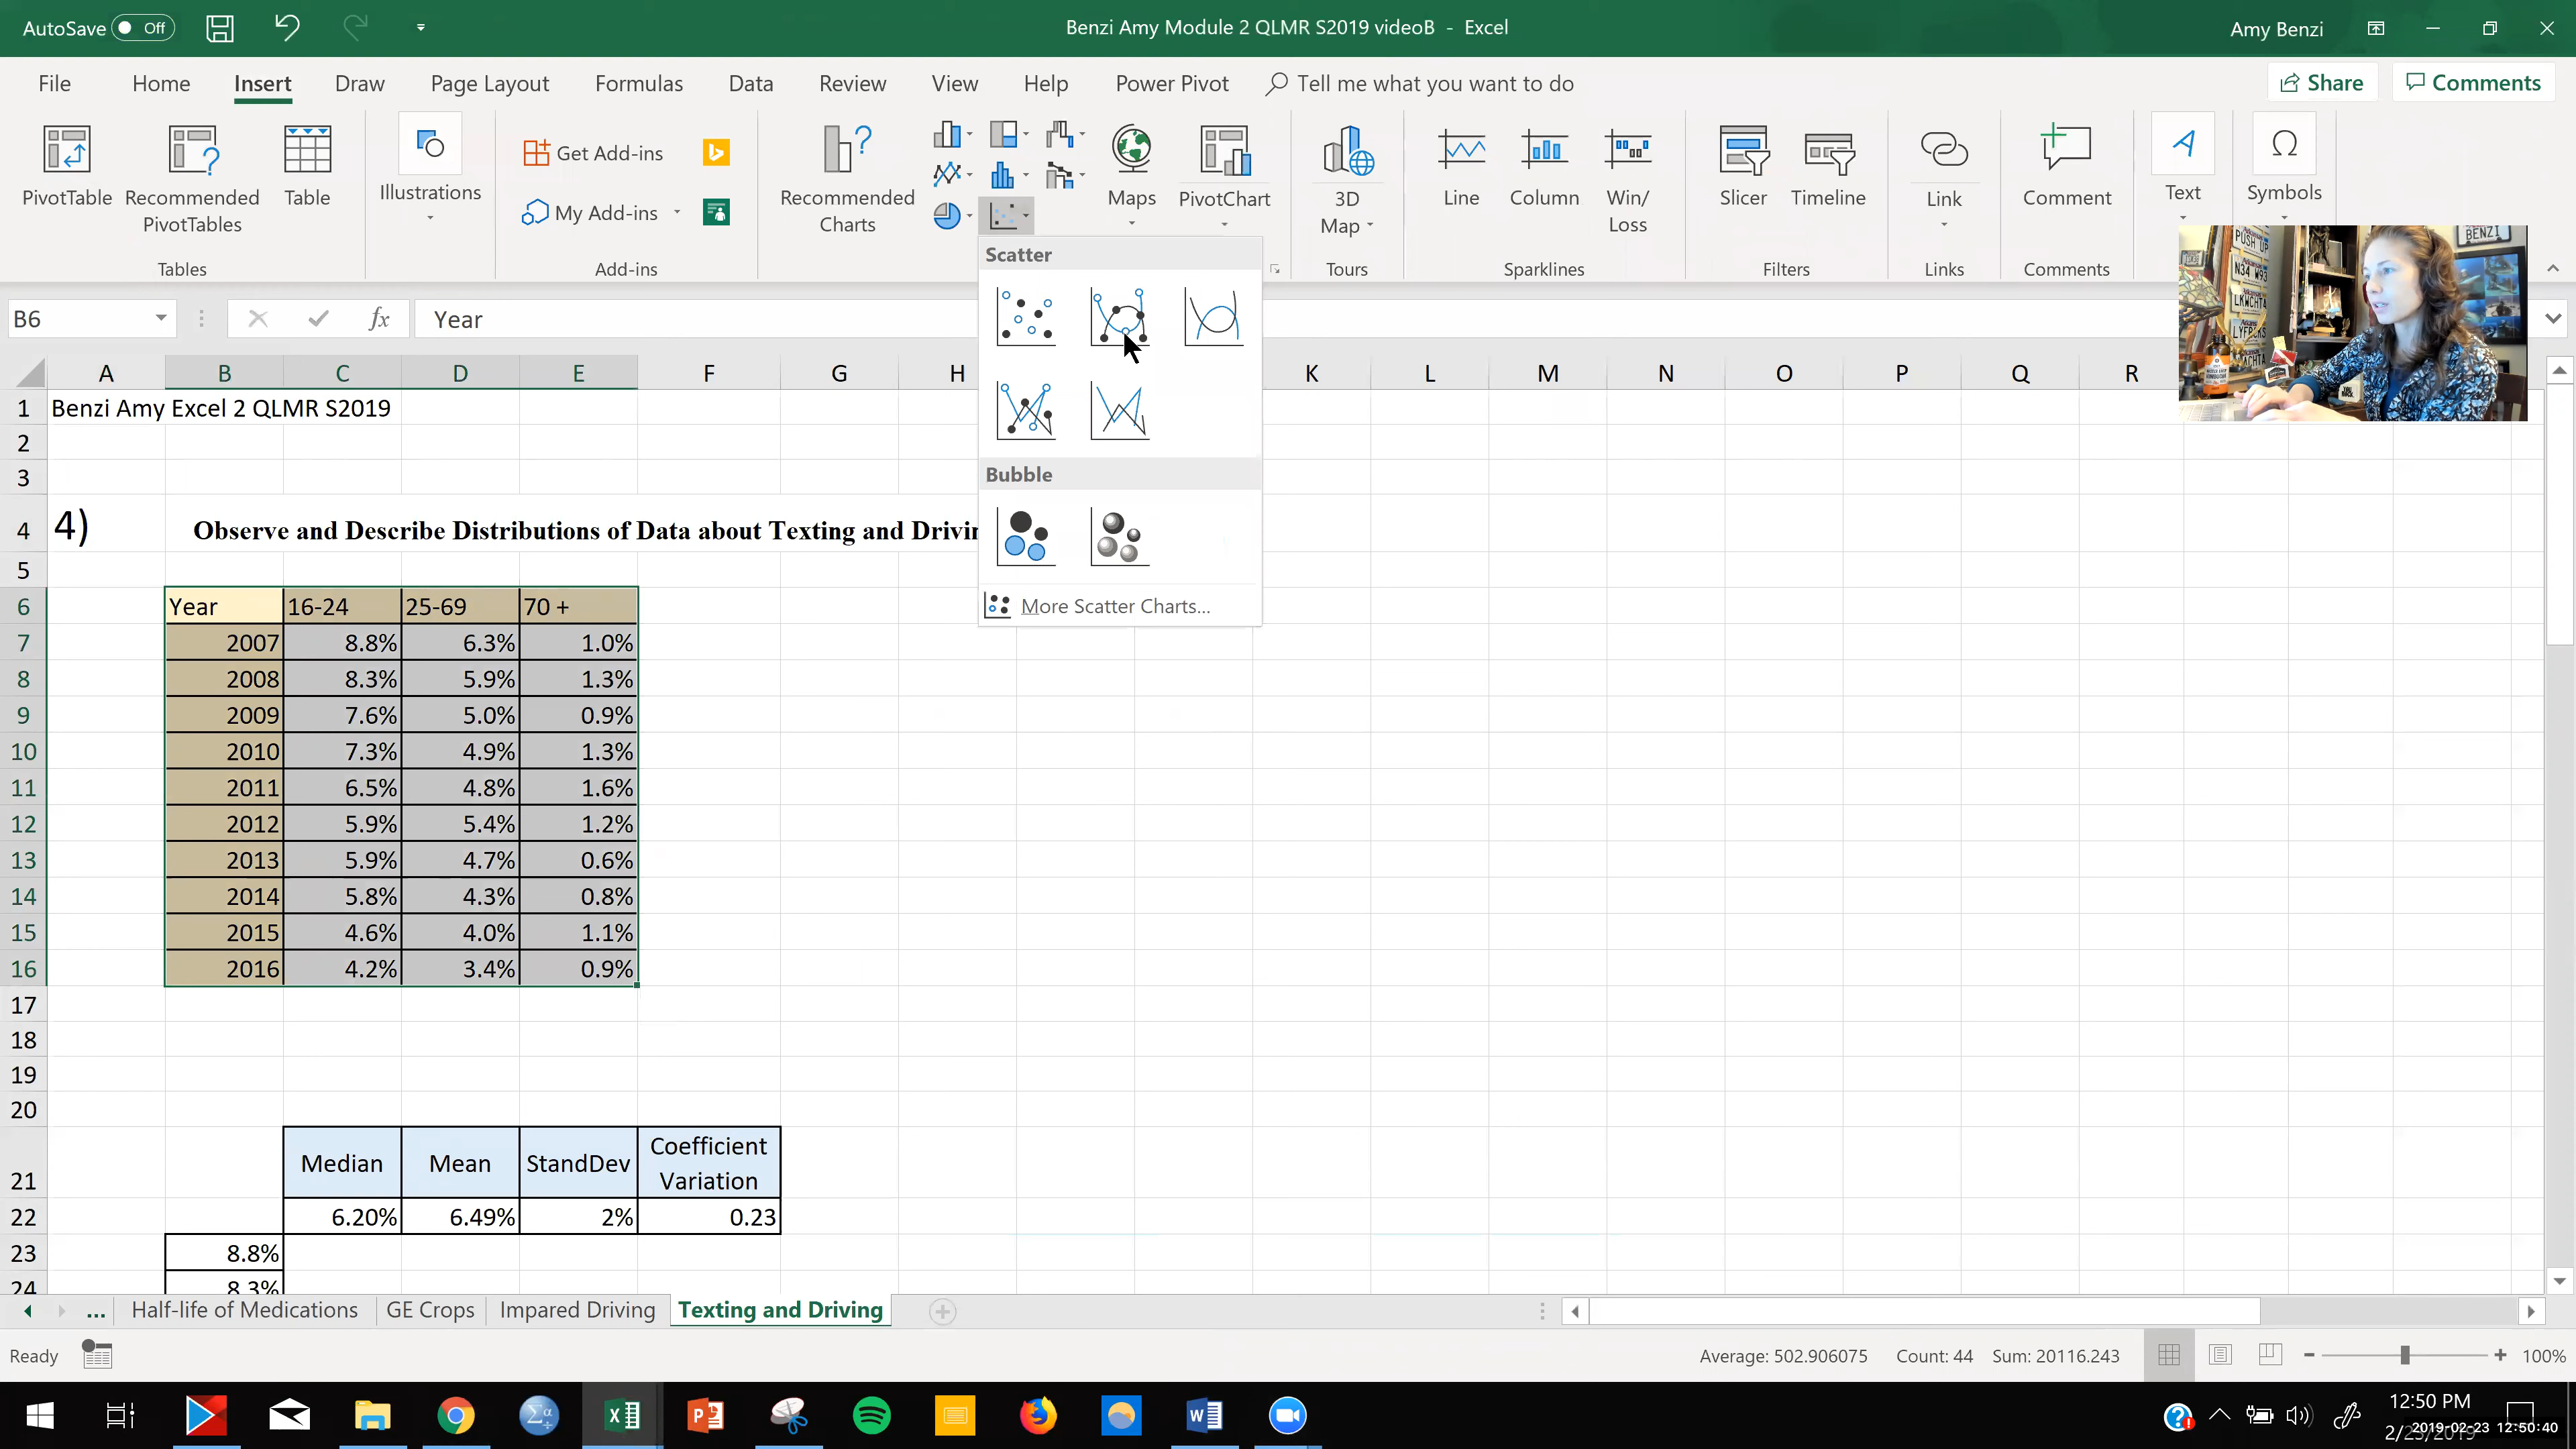 AutoSave Off
Benzi Amy Module 2 QLMR S2019 videoB - Excel
Amy Benzi
File Home Insert Draw Page Layout Formulas Data Review View Help Power Pivot Tell me what you want to do Share Comments
PivotTable
Recommended PivotTables
Table
Illustrations
Get Add-ins
My Add-ins
Recommended Charts
Maps
PivotChart
3D Map
Line
Column
Win/ Loss
Slicer
Timeline
Link
Comment
Text
Symbols
Tables Add-ins Tours Sparklines Filters Links Comments
Scatter
Bubble
More Scatter Charts...
PUSH UP
BENZI
B6 fx Year
A B C D E F G H K L M N O P Q R
1 Benzi Amy Excel 2 QLMR S2019
2
3
4 4) Observe and Describe Distributions of Data about Texting and
5
6 Year 16-24 25-69 70 +
7 2007 8.8% 6.3% 1.0%
8 2008 8.3% 5.9% 1.3%
9 2009 7.6% 5.0% 0.9%
10 2010 7.3% 4.9% 1.3%
11 2011 6.5% 4.8% 1.6%
12 2012 5.9% 5.4% 1.2%
13 2013 5.9% 4.7% 0.6%
14 2014 5.8% 4.3% 0.8%
15 2015 4.6% 4.0% 1.1%
16 2016 4.2% 3.4% 0.9%
17
18
19
20
21 Median Mean StandDev Coefficient Variation
22 6.20% 6.49% 2% 0.23
23 8.8%
24 8.3%
... Half-life of Medications GE Crops Impared Driving Texting and Driving
Ready Average: 502.906075 Count: 44 Sum: 20116.243 100%
12:50 PM
2019-02-23 12:50:40